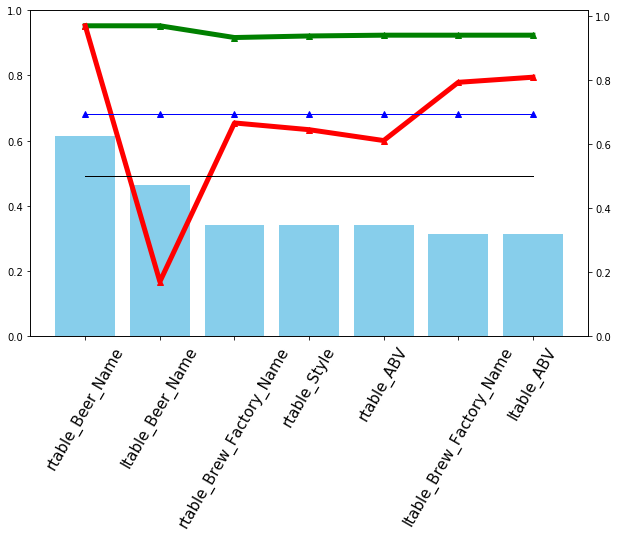 1.0
0.8
0.6
0.4
0.2
0.0
1.0
0.8
0.6
0.4
0.2
0.0
rtable_Beer_Name
ltable_Beer_Name
rtable_Brew_Factory_Name
rtable_Style
rtable_ABV
ltable_Brew_Factory_Name
ltable_ABV